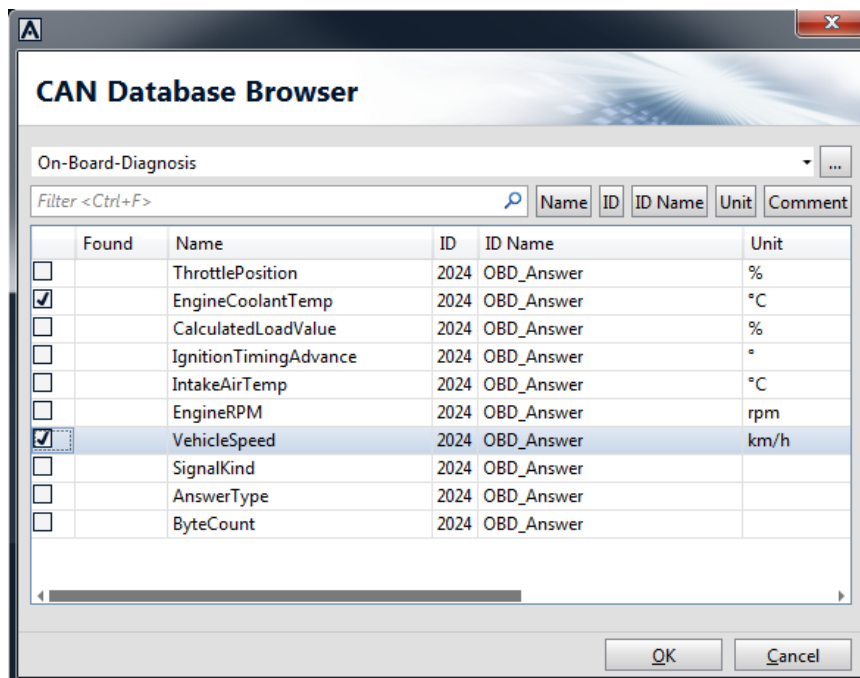 A
x
CAN Database Browser
On-Board-Diagnosis ...
Filter <Ctrl+F> Name ID ID Name Unit Comment
Found Name ID ID Name Unit
ThrottlePosition 2024 OBD_Answer %
EngineCoolantTemp 2024 OBD_Answer °C
CalculatedLoadValue 2024 OBD_Answer %
IgnitionTimingAdvance 2024 OBD_Answer °
IntakeAirTemp 2024 OBD_Answer °C
EngineRPM 2024 OBD_Answer rpm
VehicleSpeed 2024 OBD_Answer km/h
SignalKind 2024 OBD_Answer
AnswerType 2024 OBD_Answer
ByteCount 2024 OBD_Answer
OK Cancel